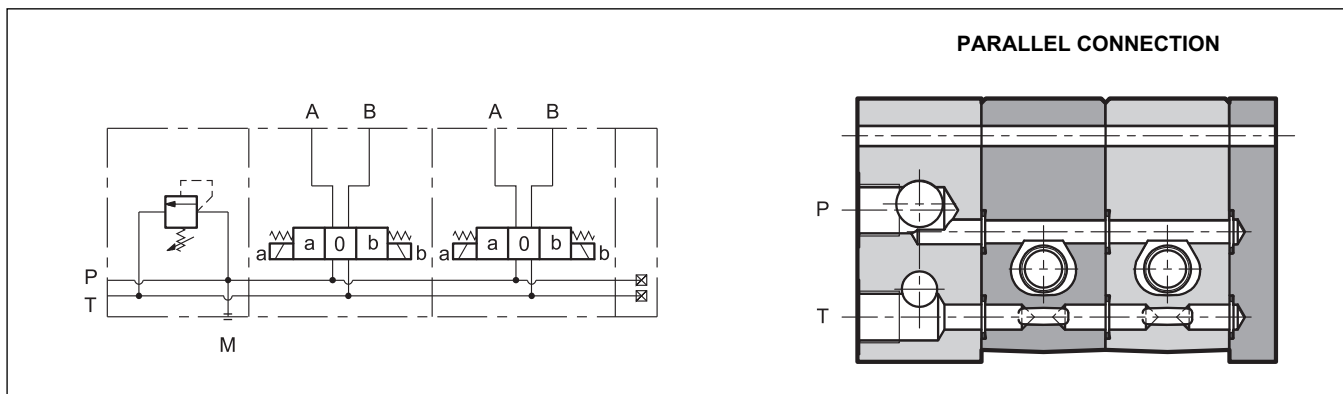 PARALLEL CONNECTION
A B A B
a a 0 b b a a 0 b b
P
T
M
P
T